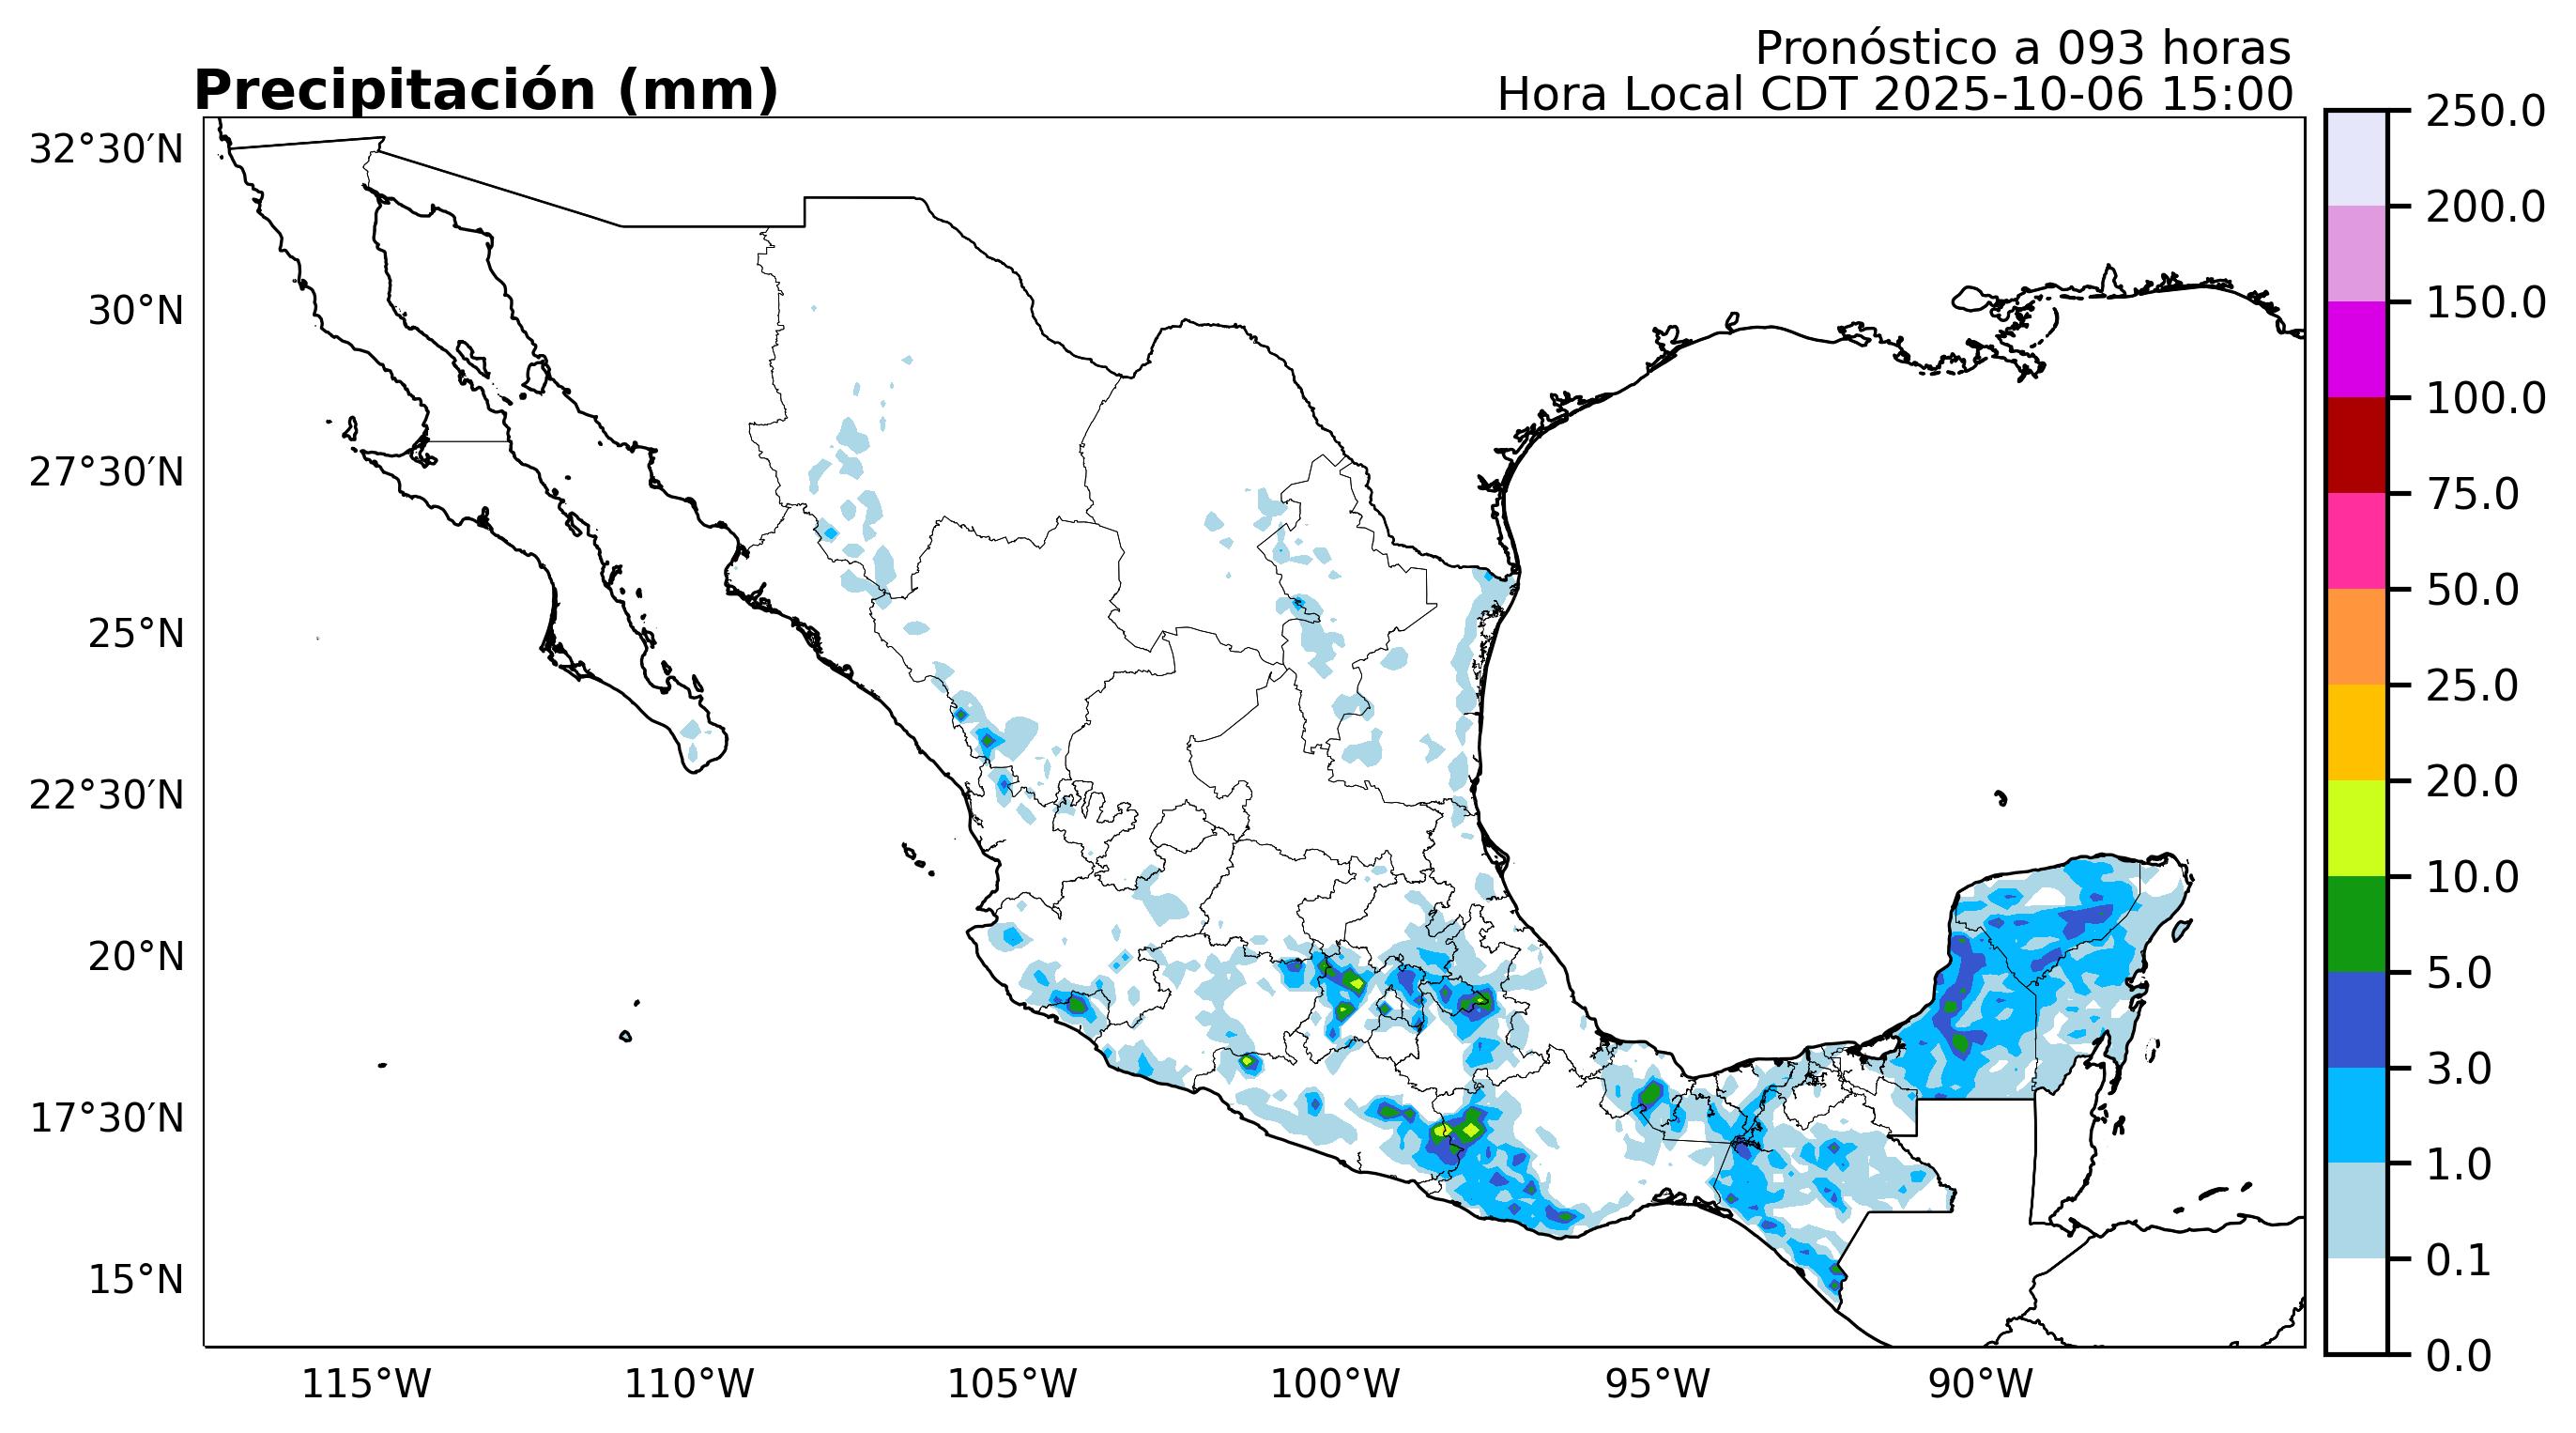 Pronóstico a 093 horas
Precipitación (mm)
Hora Local CDT 2025-10-06 15:00
32°30′N
30°N
27°30′N
25°N
22°30′N
20°N
17°30′N
15°N
115°W
110°W
105°W
100°W
95°W
90°W
250.0
200.0
150.0
100.0
75.0
50.0
25.0
20.0
10.0
5.0
3.0
1.0
0.1
0.0